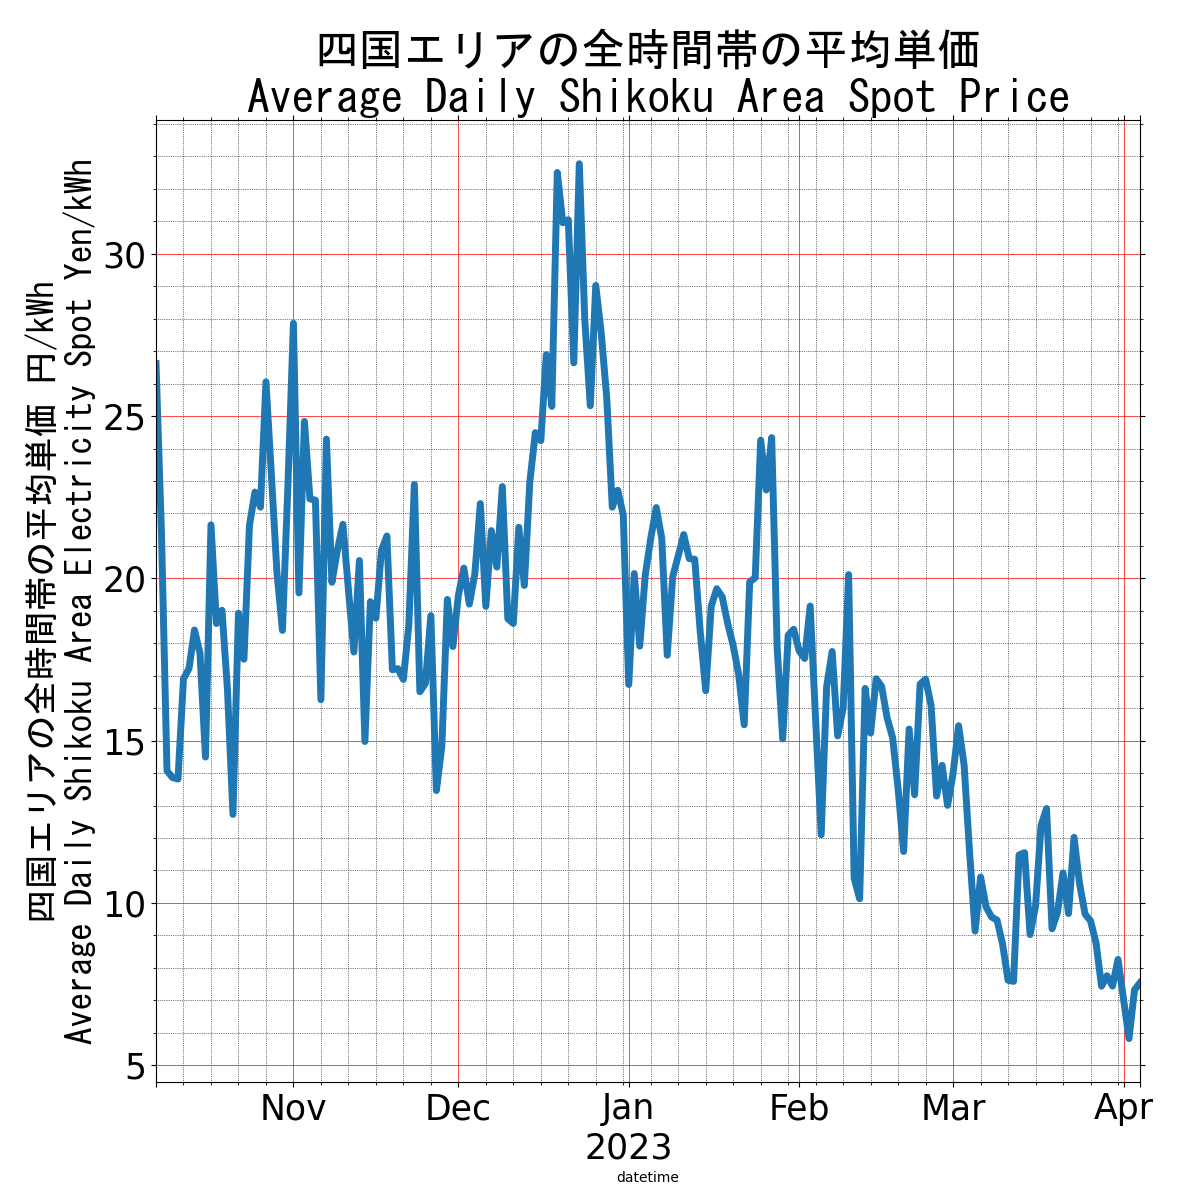 四国エリアの全時間帯の平均単価
Average Daily Shikoku Area Spot Price
四国エリアの全時間帯の平均単価 円/kWh
Average Daily Shikoku Area Electricity Spot Yen/kWh
30
25
20
15
10
5
Nov
Dec
Jan
Feb
Mar
Apr
2023
datetime